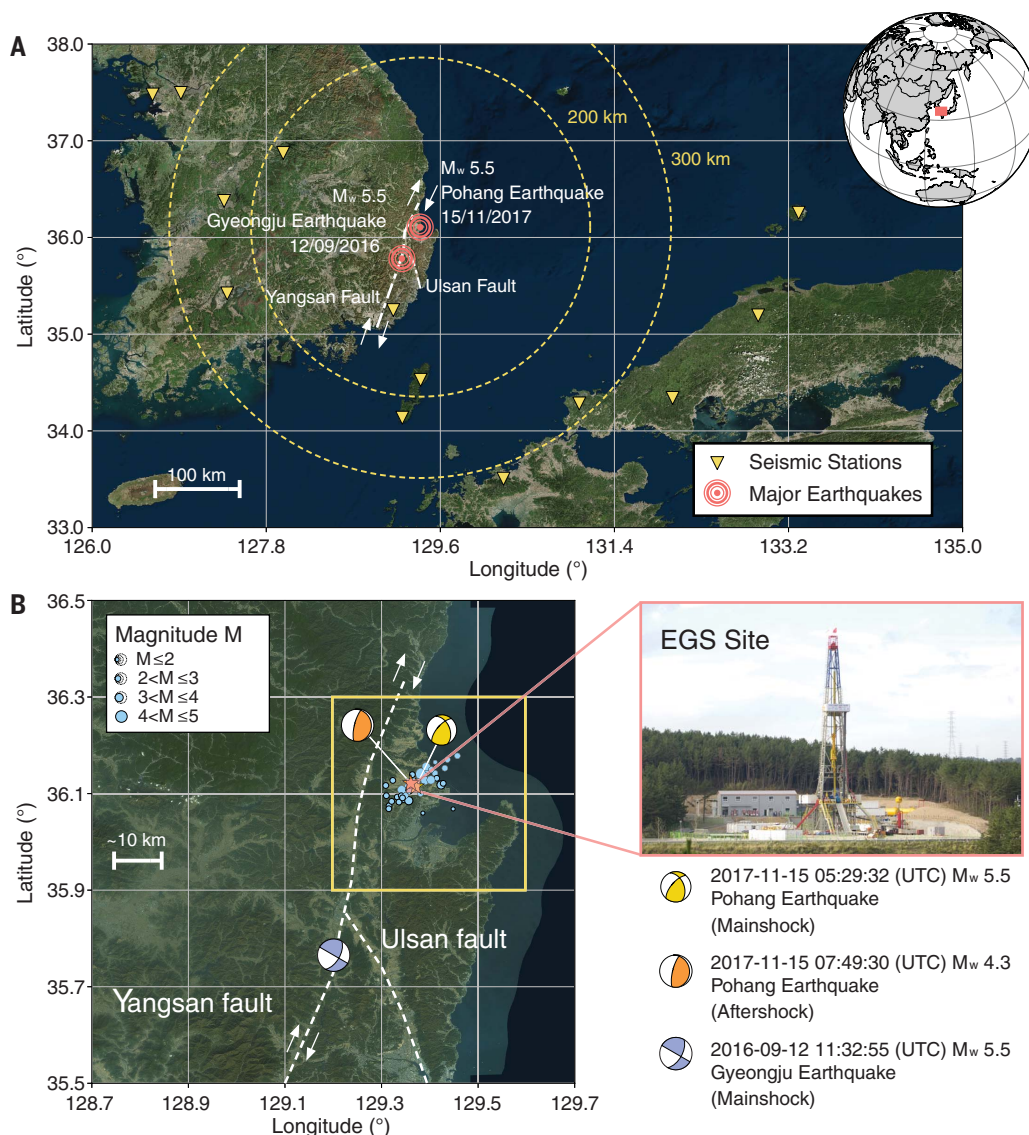 A
38.0
37.0
36.0
35.0
34.0
33.0
Latitude (°)
126.0
127.8
129.6
131.4
133.2
135.0
Longitude (°)
200 km
300 km
Mw 5.5
Pohang Earthquake
15/11/2017
Mw 5.5
Gyeongju Earthquake
12/09/2016
Yangsan Fault
Ulsan Fault
100 km
Seismic Stations
Major Earthquakes
B
36.5
36.3
36.1
35.9
35.7
35.5
Latitude (°)
128.7
128.9
129.1
129.3
129.5
129.7
Longitude (°)
Magnitude M
M≤2
2<M≤3
3<M≤4
4<M≤5
~10 km
Ulsan fault
Yangsan fault
EGS Site
2017-11-15 05:29:32 (UTC) Mw 5.5
Pohang Earthquake
(Mainshock)
2017-11-15 07:49:30 (UTC) Mw 4.3
Pohang Earthquake
(Aftershock)
2016-09-12 11:32:55 (UTC) Mw 5.5
Gyeongju Earthquake
(Mainshock)